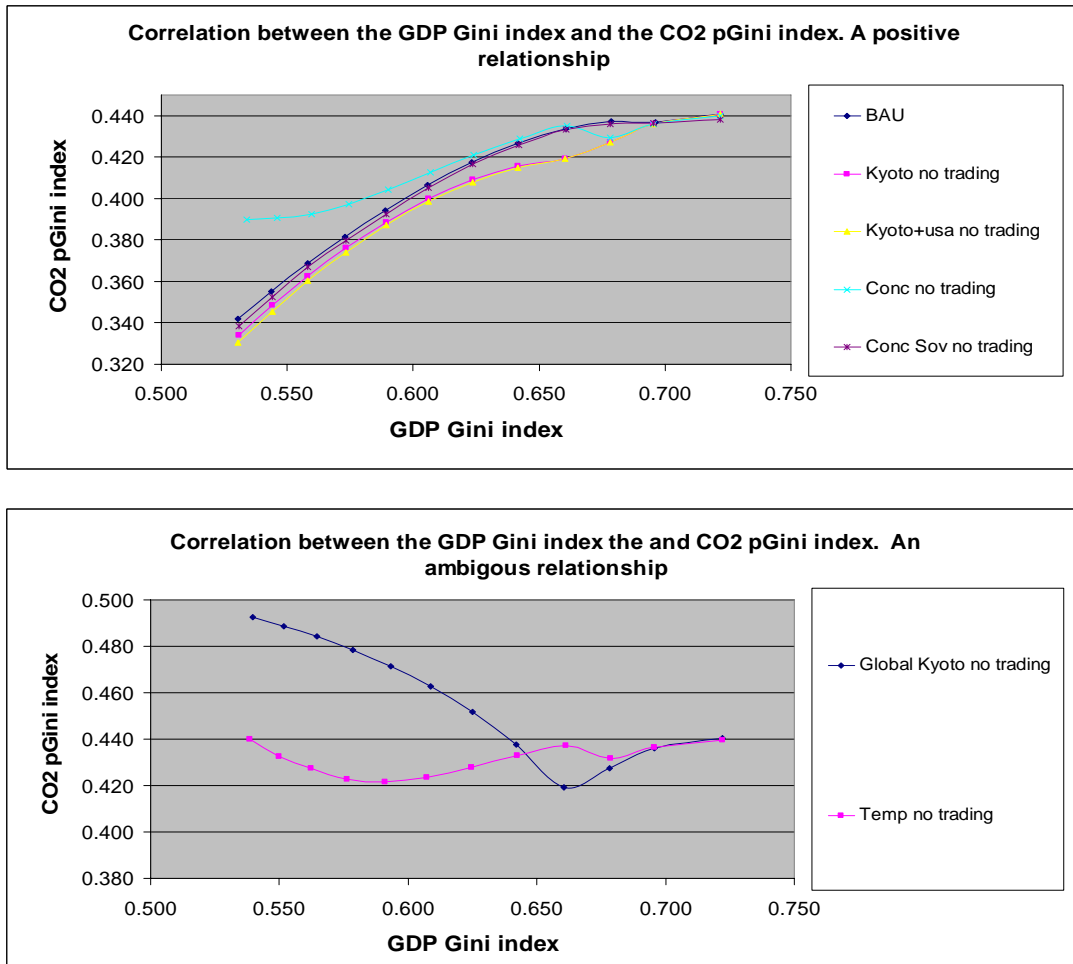 Correlation between the GDP Gini index and the CO2 pGini index. A positive
relationship
CO2 pGini index
0.440
0.420
0.400
0.380
0.360
0.340
0.320
0.500 0.550 0.600 0.650 0.700 0.750
GDP Gini index
BAU
Kyoto no trading
Kyoto+usa no trading
Conc no trading
Conc Sov no trading
Correlation between the GDP Gini index the and CO2 pGini index. An
ambigous relationship
CO2 pGini index
0.500
0.480
0.460
0.440
0.420
0.400
0.380
0.500 0.550 0.600 0.650 0.700 0.750
GDP Gini index
Global Kyoto no trading
Temp no trading